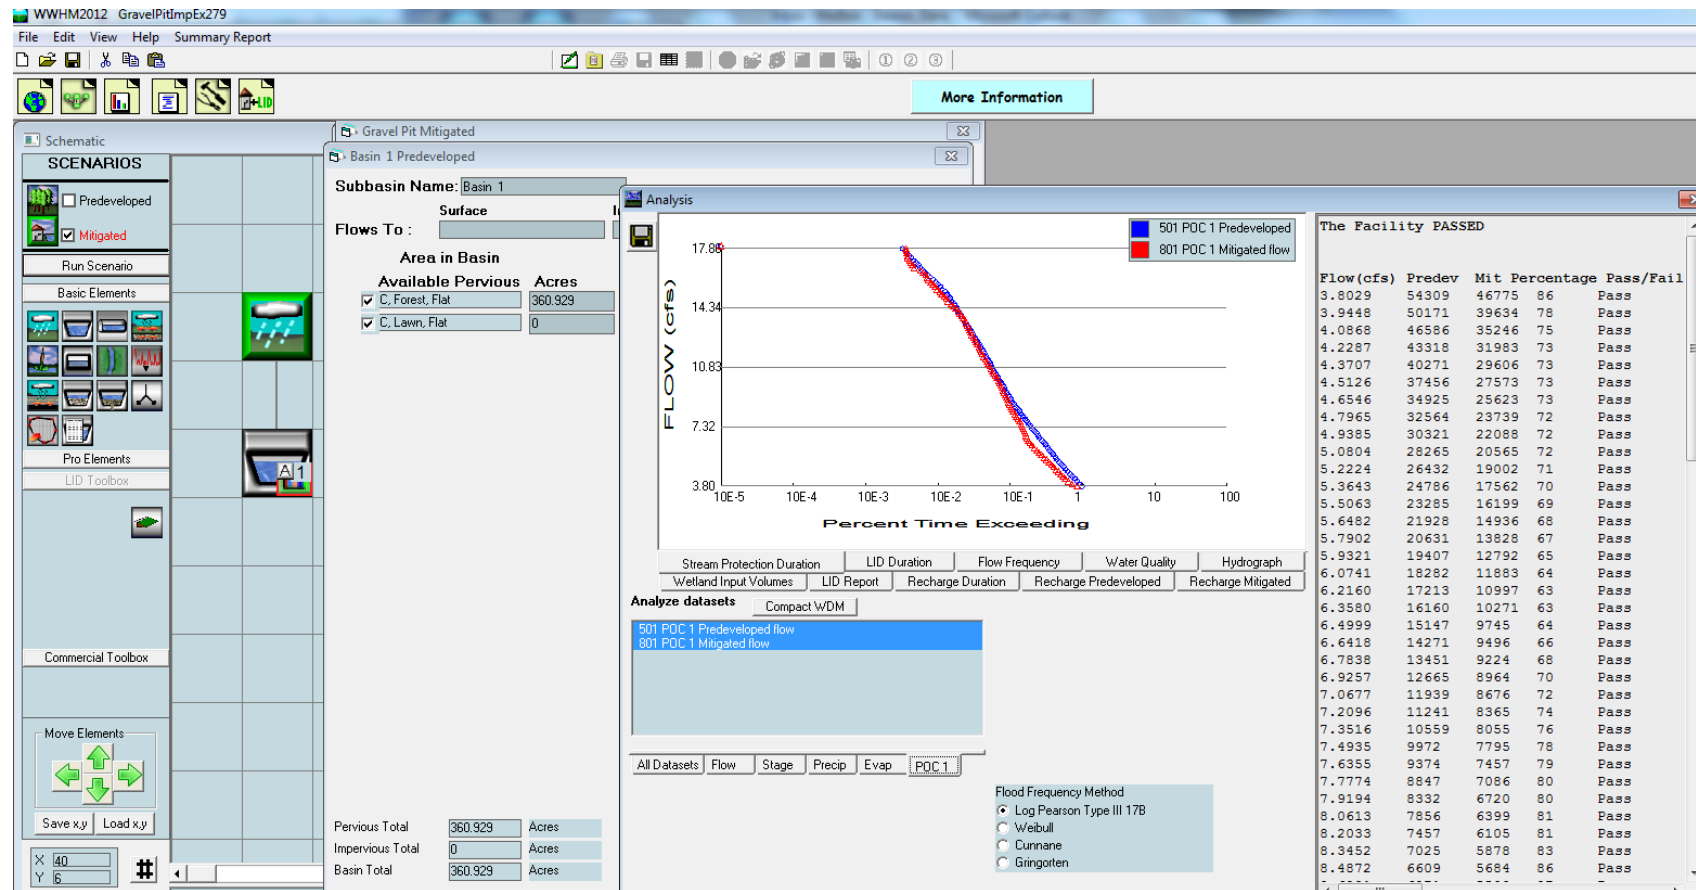 WWHM2012 GravelPitImpEx279
File Edit View Help Summary Report
① ② ③
+LID
More Information
Schematic
SCENARIOS
Predeveloped
Mitigated
Run Scenario
Basic Elements
Pro Elements
LID Toolbox
Commercial Toolbox
Move Elements
Save x,y Load x,y
X 40
Y 6
#
A 1
Gravel Pit Mitigated
Basin 1 Predeveloped
Subbasin Name: Basin 1
Surface
Flows To :
Area in Basin
Available Pervious Acres
C, Forest, Flat 360.929
C, Lawn, Flat 0
Pervious Total 360.929 Acres
Impervious Total 0 Acres
Basin Total 360.929 Acres
Analysis
501 POC 1 Predeveloped
801 POC 1 Mitigated flow
FLOW (cfs)
17.86
14.34
10.83
7.32
3.80
10E-5 10E-4 10E-3 10E-2 10E-1 1 10 100
Percent Time Exceeding
Stream Protection Duration LID Duration Flow Frequency Water Quality Hydrograph
Wetland Input Volumes LID Report Recharge Duration Recharge Predeveloped Recharge Mitigated
Analyze datasets Compact WDM
501 POC 1 Predeveloped flow
801 POC 1 Mitigated flow
All Datasets Flow Stage Precip Evap POC 1
Flood Frequency Method
Log Pearson Type III 17B
Weibull
Cunnane
Gringorten
The Facility PASSED
Flow(cfs) Predev Mit Percentage Pass/Fail
3.8029 54309 46775 86 Pass
3.9448 50171 39634 78 Pass
4.0868 46586 35246 75 Pass
4.2287 43318 31983 73 Pass
4.3707 40271 29606 73 Pass
4.5126 37456 27573 73 Pass
4.6546 34925 25623 73 Pass
4.7965 32564 23739 72 Pass
4.9385 30321 22088 72 Pass
5.0804 28265 20565 72 Pass
5.2224 26432 19002 71 Pass
5.3643 24786 17562 70 Pass
5.5063 23285 16199 69 Pass
5.6482 21928 14936 68 Pass
5.7902 20631 13828 67 Pass
5.9321 19407 12792 65 Pass
6.0741 18282 11883 64 Pass
6.2160 17213 10997 63 Pass
6.3580 16160 10271 63 Pass
6.4999 15147 9745 64 Pass
6.6418 14271 9496 66 Pass
6.7838 13451 9224 68 Pass
6.9257 12665 8964 70 Pass
7.0677 11939 8676 72 Pass
7.2096 11241 8365 74 Pass
7.3516 10559 8055 76 Pass
7.4935 9972 7795 78 Pass
7.6355 9374 7457 79 Pass
7.7774 8847 7086 80 Pass
7.9194 8332 6720 80 Pass
8.0613 7856 6399 81 Pass
8.2033 7457 6105 81 Pass
8.3452 7025 5878 83 Pass
8.4872 6609 5684 86 Pass